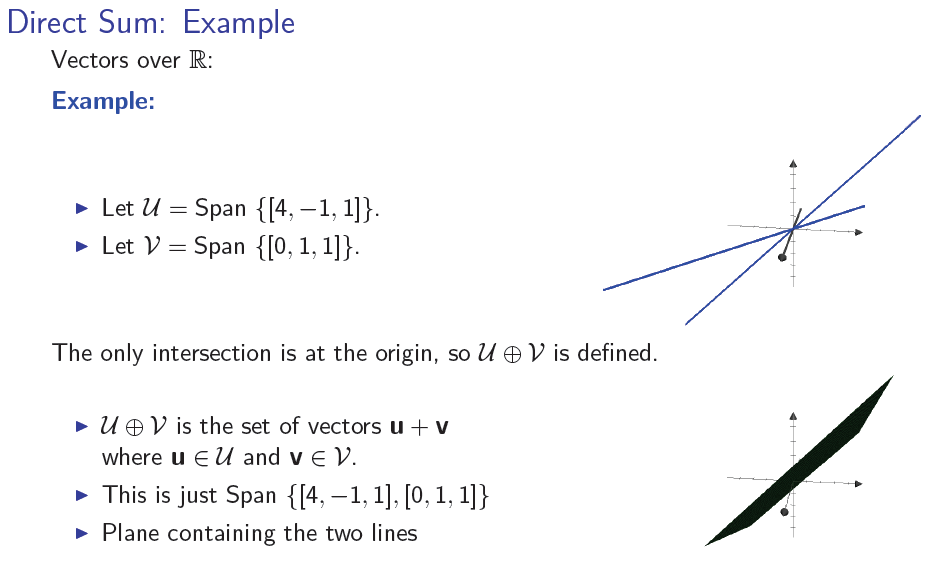 Direct Sum: Example
Vectors over ℝ:
Example:
▶ Let 𝒰 = Span {[4, −1, 1]}.
▶ Let 𝒱 = Span {[0, 1, 1]}.
The only intersection is at the origin, so 𝒰 ⊕ 𝒱 is defined.
▶ 𝒰 ⊕ 𝒱 is the set of vectors u + v
where u ∈ 𝒰 and v ∈ 𝒱.
▶ This is just Span {[4, −1, 1], [0, 1, 1]}
▶ Plane containing the two lines